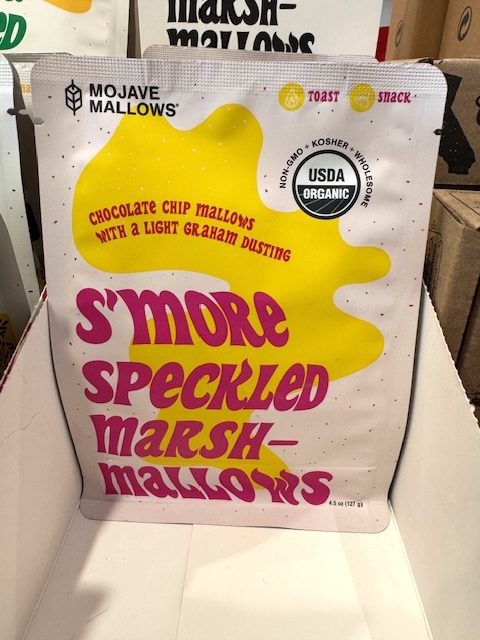 marsh-
mallows
MOJAVE
MALLOWS®
TOAST
SNACK
NON-GMO + KOSHER + WHOLESOME
USDA
ORGANIC
CHOCOLATE CHIP MALLOWS
WITH A LIGHT GRAHAM DUSTING
S'MORE
SPECKLED
MARSH-
MALLOWS
4.5 oz (127 g)